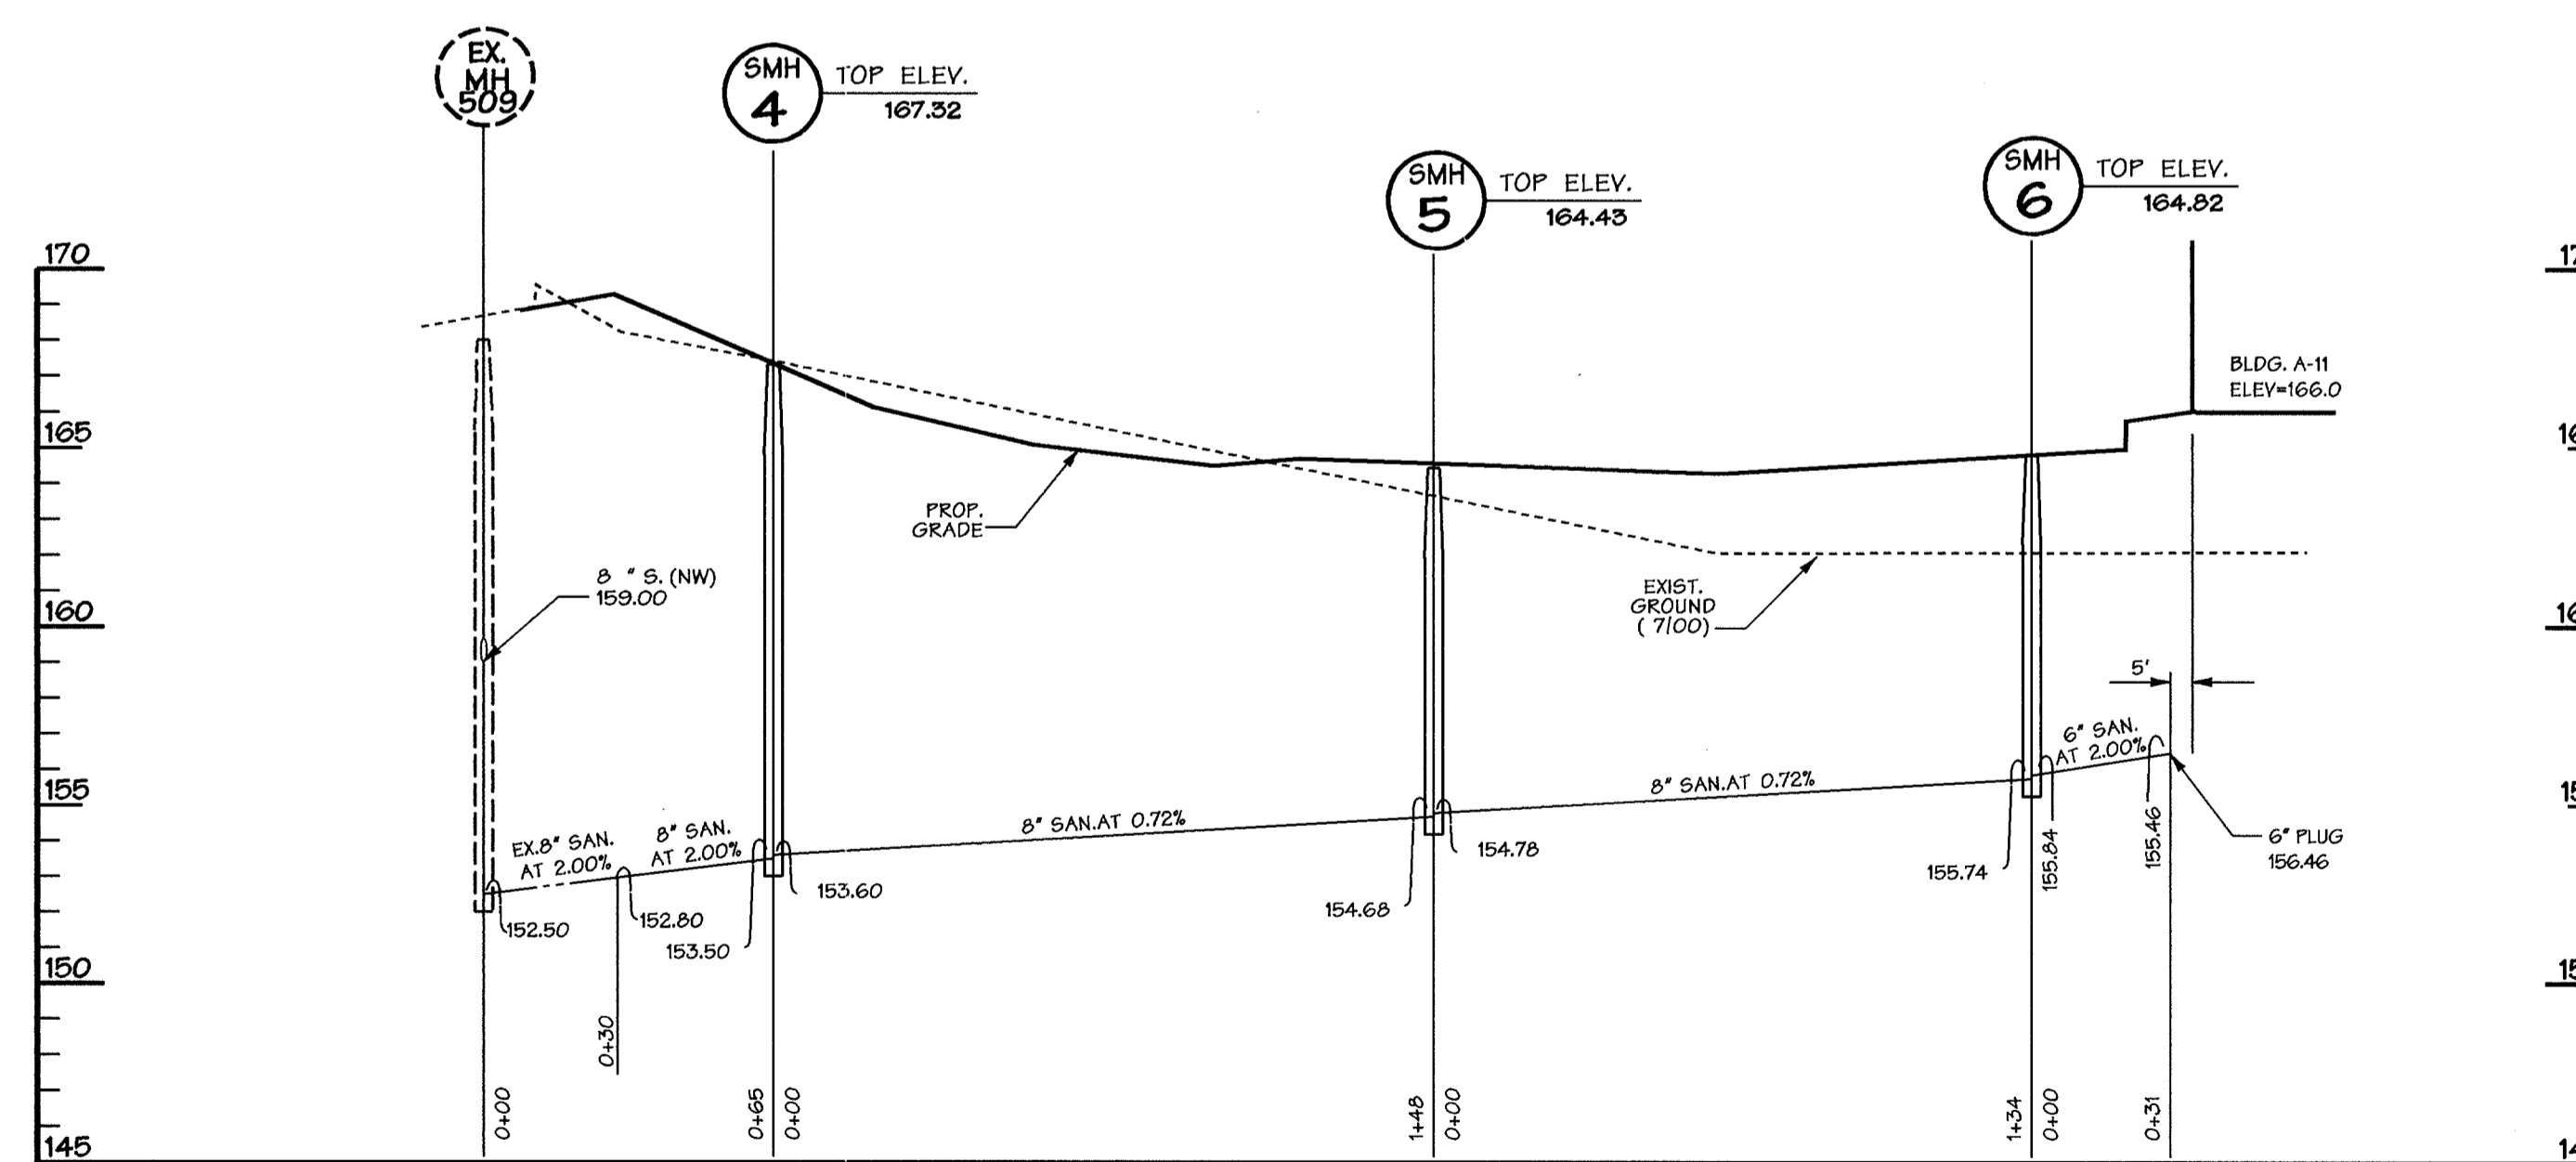 EX.
MH
509
SMH
4
TOP ELEV.
167.32
SMH
5
TOP ELEV.
164.43
SMH
6
TOP ELEV.
164.82
170
165
160
155
150
145
BLDG. A-11
ELEV=166.0
PROP.
GRADE
8 " S. (NW)
159.00
EXIST.
GROUND
( 7/00)
5'
6" SAN.
AT 2.00%
8" SAN.AT 0.72%
8" SAN.AT 0.72%
8" SAN.
AT 2.00%
EX.8" SAN.
AT 2.00%
152.50
152.80
153.50
153.60
154.68
154.78
155.74
155.84
155.46
6" PLUG
156.46
0+30
0+00
0+65
0+00
1+48
0+00
1+34
0+00
0+31